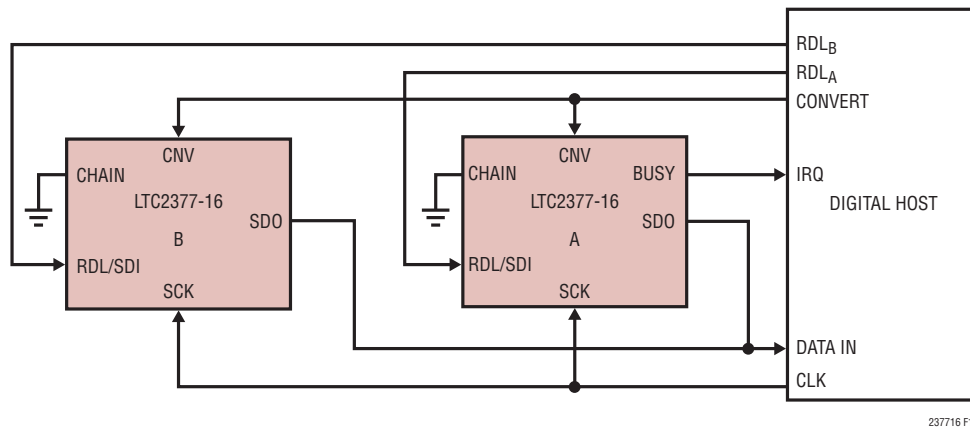 RDLB
RDLA
CONVERT
IRQ
DIGITAL HOST
DATA IN
CLK
CNV
CHAIN
LTC2377-16
B
SDO
RDL/SDI
SCK
CNV
CHAIN
BUSY
LTC2377-16
A
SDO
RDL/SDI
SCK
237716